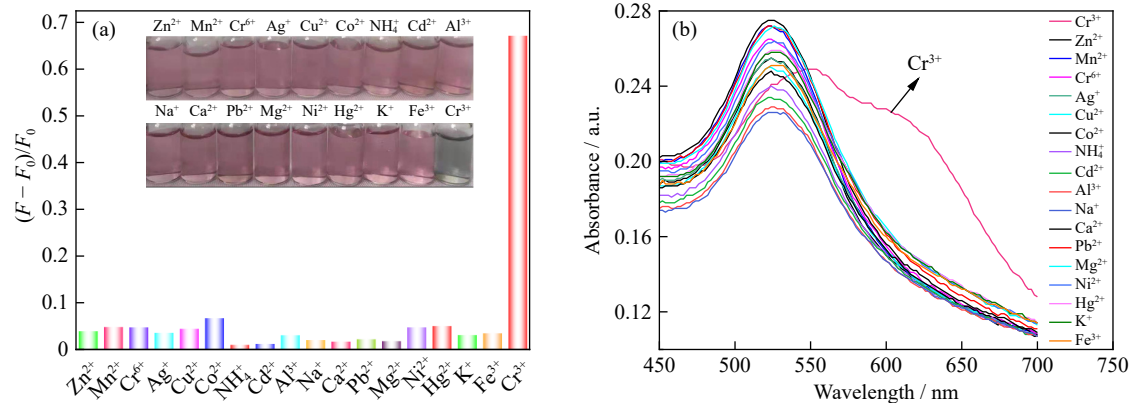 (a)
Zn²⁺ Mn²⁺ Cr⁶⁺ Ag⁺ Cu²⁺ Co²⁺ NH₄⁺ Cd²⁺ Al³⁺
Na⁺ Ca²⁺ Pb²⁺ Mg²⁺ Ni²⁺ Hg²⁺ K⁺ Fe³⁺ Cr³⁺
(F − F₀)/F₀
0.7
0.6
0.5
0.4
0.3
0.2
0.1
0
Zn²⁺ Mn²⁺ Cr⁶⁺ Ag⁺ Cu²⁺ Co²⁺ NH₄⁺ Cd²⁺ Al³⁺ Na⁺ Ca²⁺ Pb²⁺ Mg²⁺ Ni²⁺ Hg²⁺ K⁺ Fe³⁺ Cr³⁺
(b)
Cr³⁺
Absorbance / a.u.
0.28
0.24
0.20
0.16
0.12
450 500 550 600 650 700 750
Wavelength / nm
Cr³⁺
Zn²⁺
Mn²⁺
Cr⁶⁺
Ag⁺
Cu²⁺
Co²⁺
NH₄⁺
Cd²⁺
Al³⁺
Na⁺
Ca²⁺
Pb²⁺
Mg²⁺
Ni²⁺
Hg²⁺
K⁺
Fe³⁺